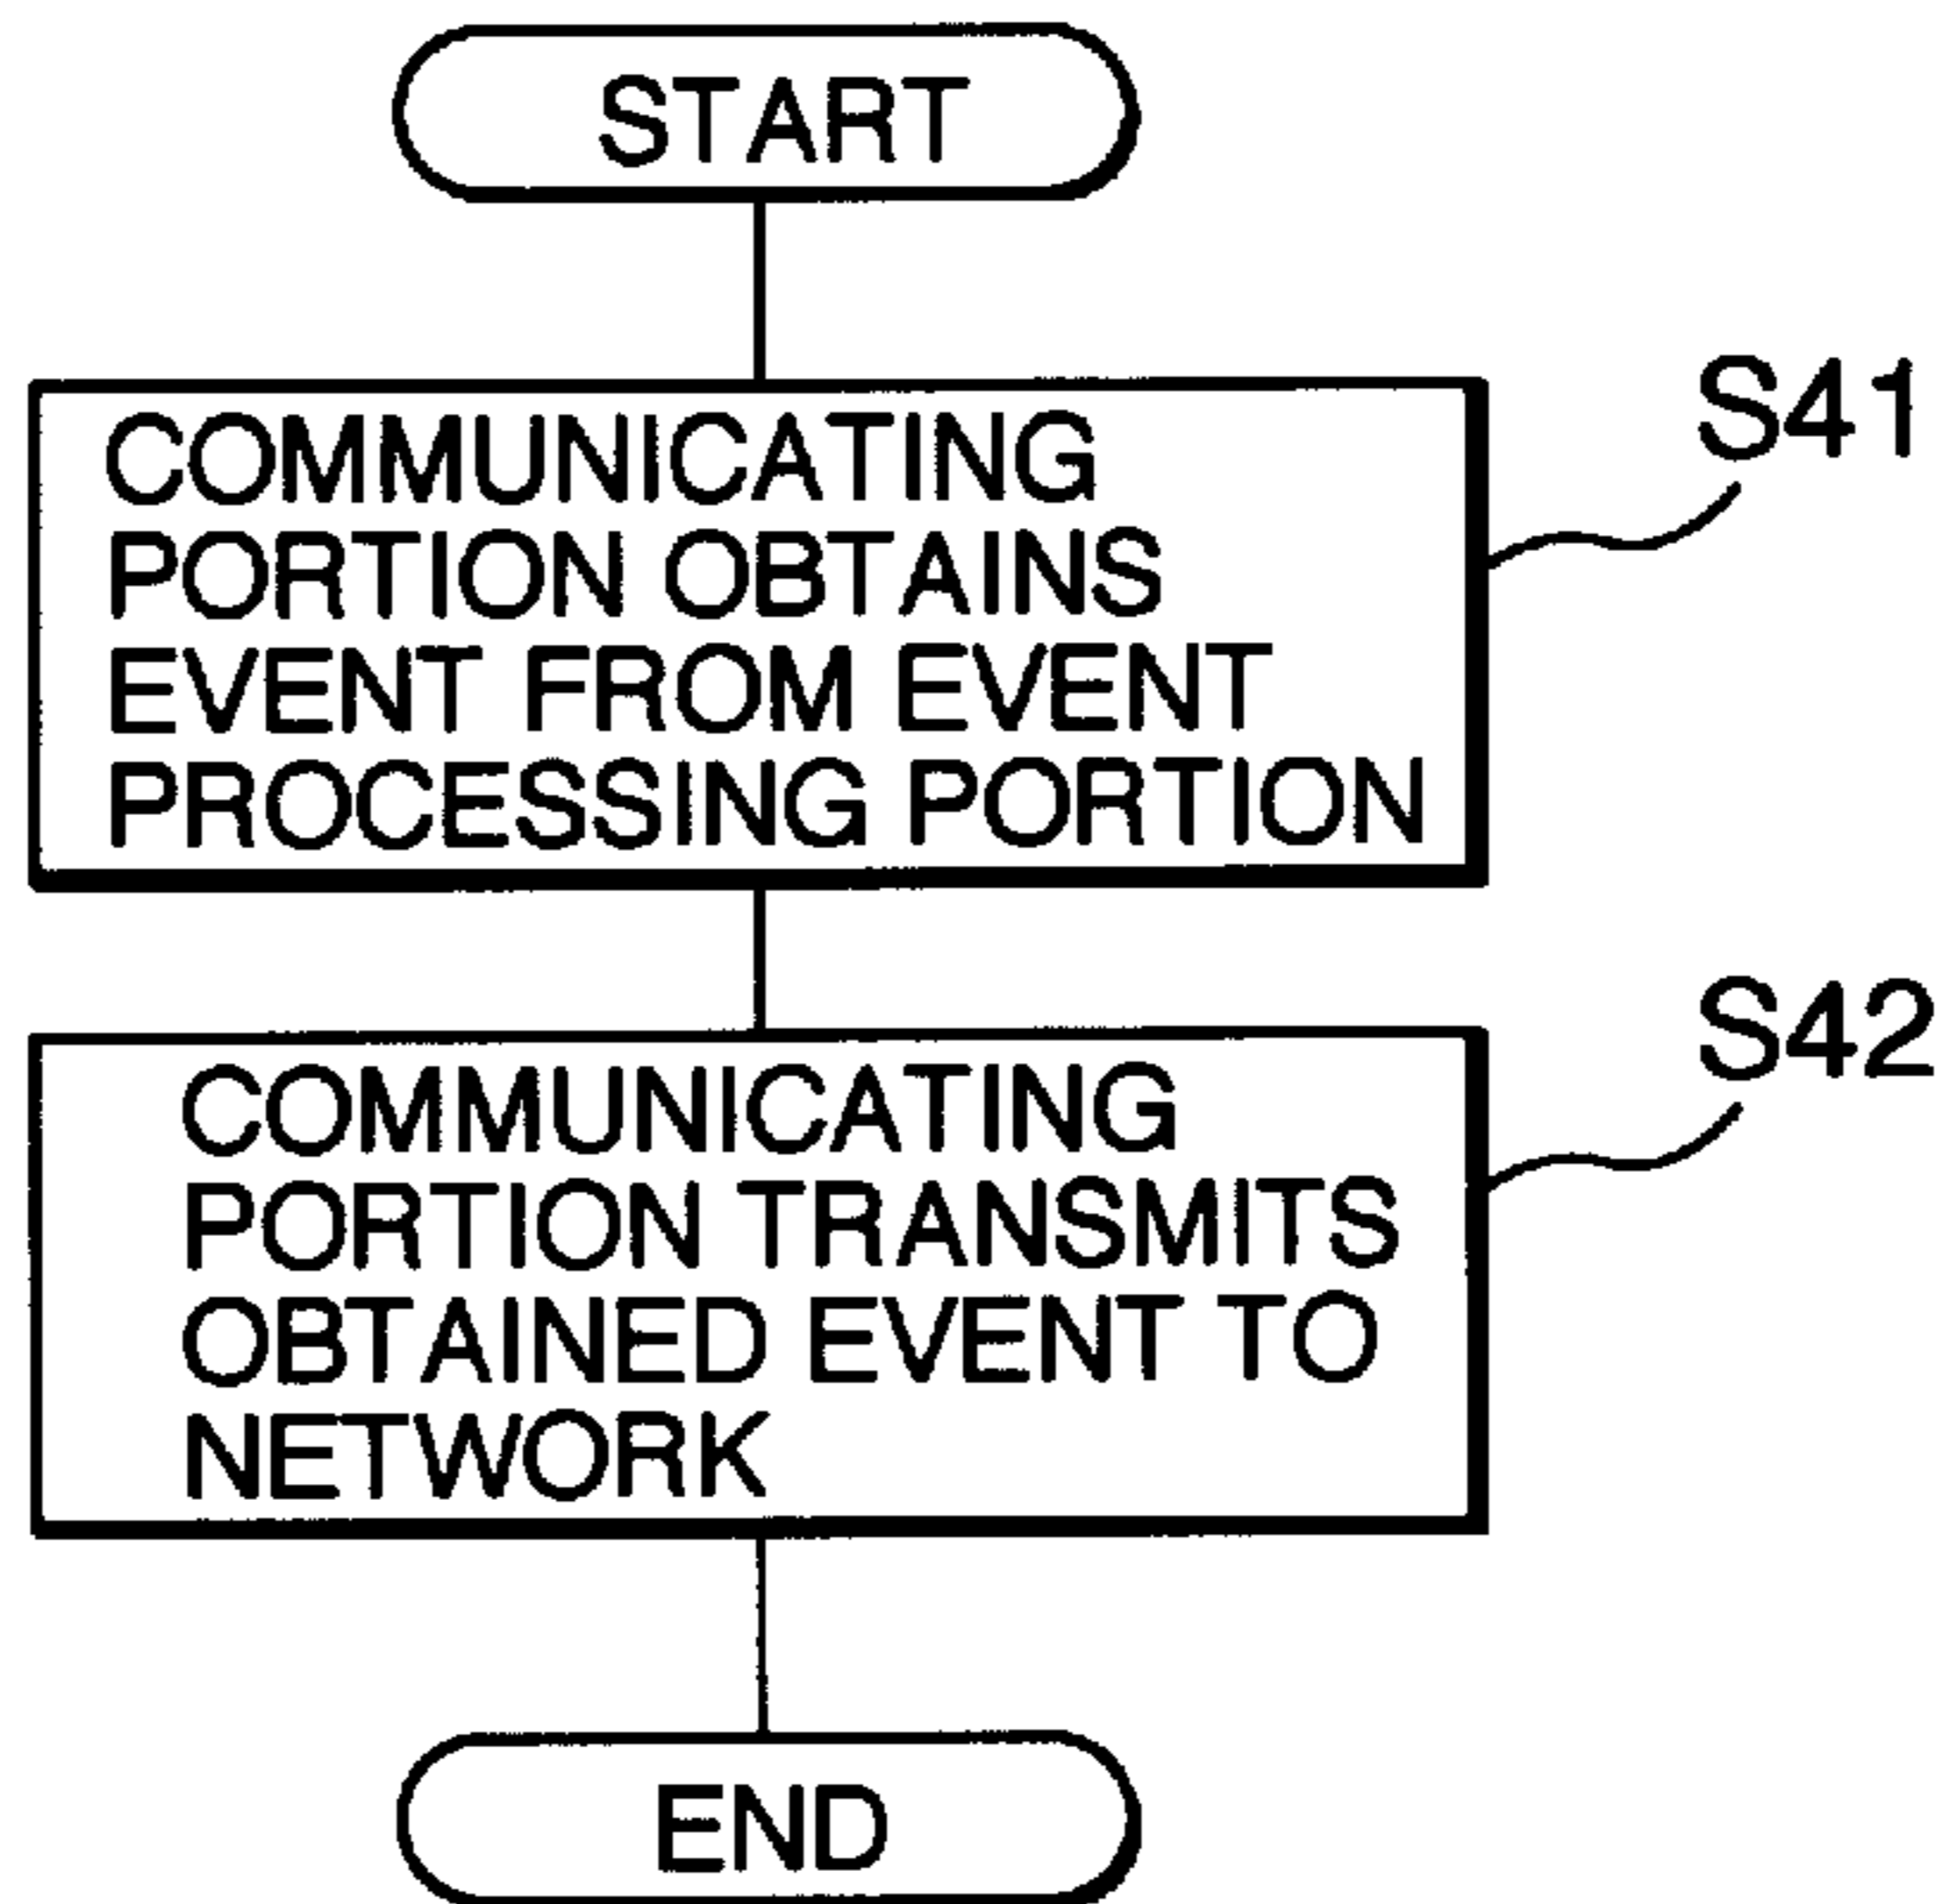 START
S41
COMMUNICATING
PORTION OBTAINS
EVENT FROM EVENT
PROCESSING PORTION
S42
COMMUNICATING
PORTION TRANSMITS
OBTAINED EVENT TO
NETWORK
END